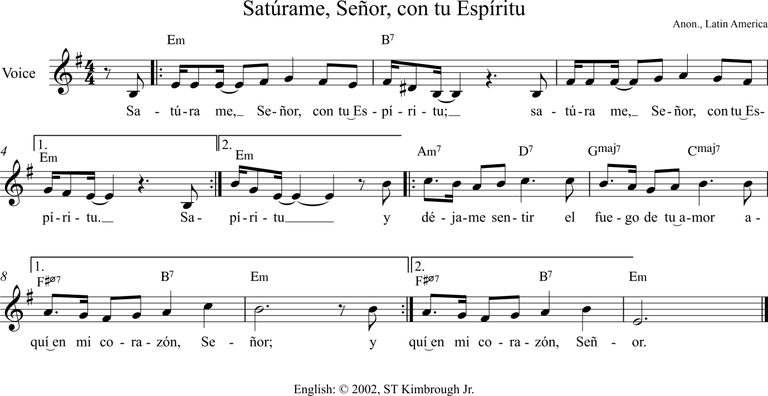 Satúrame, Señor, con tu Espíritu
Anon., Latin America
Em B7
Voice
Sa - tú - ra me,_ Se - ñor, con tu‿Es - pí - ri - tu;__ sa - tú - ra me,_ Se - ñor, con tu‿Es -
4 1. Em 2. Em Am7 D7 Gmaj7 Cmaj7
pí - ri - tu.__ Sa - pí - ri - tu______ y dé - ja - me sen - tir el fue - go de tu‿a - mor a -
8 1. F♯ø7 B7 Em 2. F♯ø7 B7 Em
quí‿en mi co - ra - zón, Se - ñor; y quí‿en mi co - ra - zón, Señ - or.
English: © 2002, ST Kimbrough Jr.